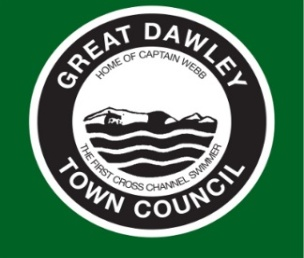 GREAT DAWLEY
HOME OF CAPTAIN WEBB
THE FIRST CROSS CHANNEL SWIMMER
TOWN COUNCIL